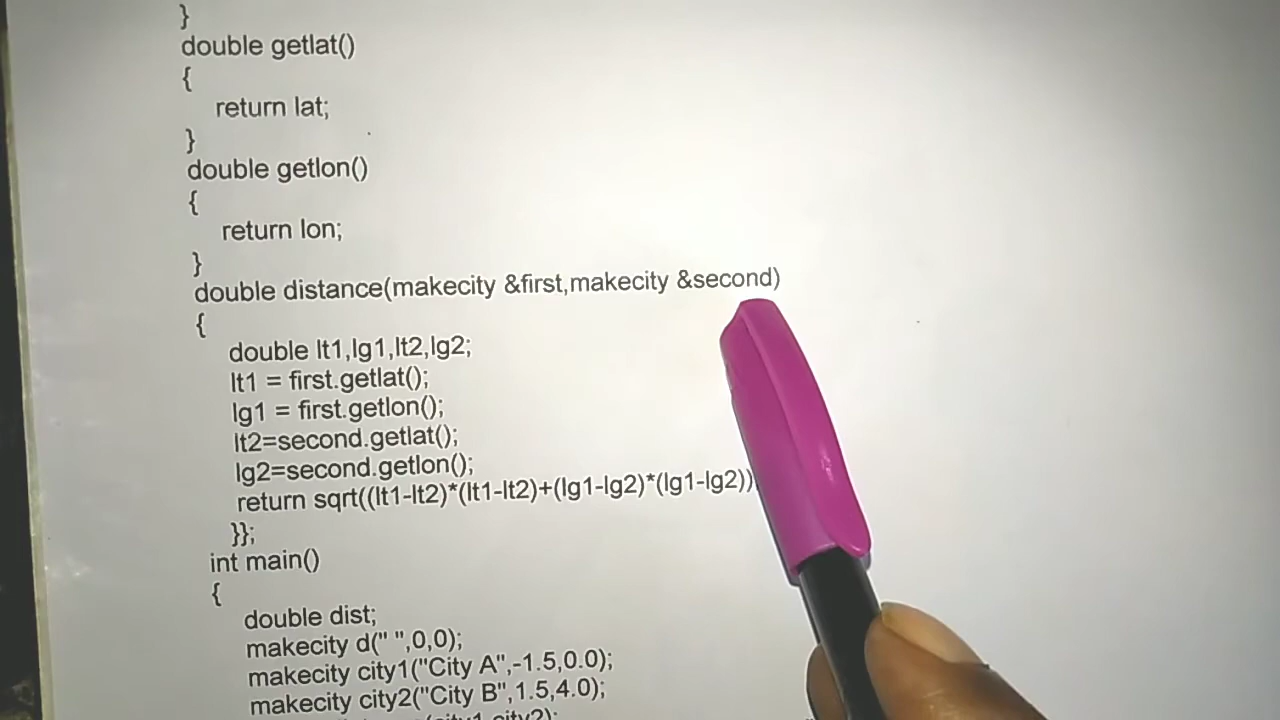 }
double getlat()
{
return lat;
}
double getlon()
{
return lon;
}
double distance(makecity &first,makecity &second)
{
double lt1,lg1,lt2,lg2;
lt1 = first.getlat();
lg1 = first.getlon();
lt2=second.getlat();
lg2=second.getlon();
return sqrt((lt1-lt2)*(lt1-lt2)+(lg1-lg2)*(lg1-lg2))
}};
int main()
{
double dist;
makecity d(" ",0,0);
makecity city1("City A",-1.5,0.0);
makecity city2("City B",1.5,4.0);
city2);